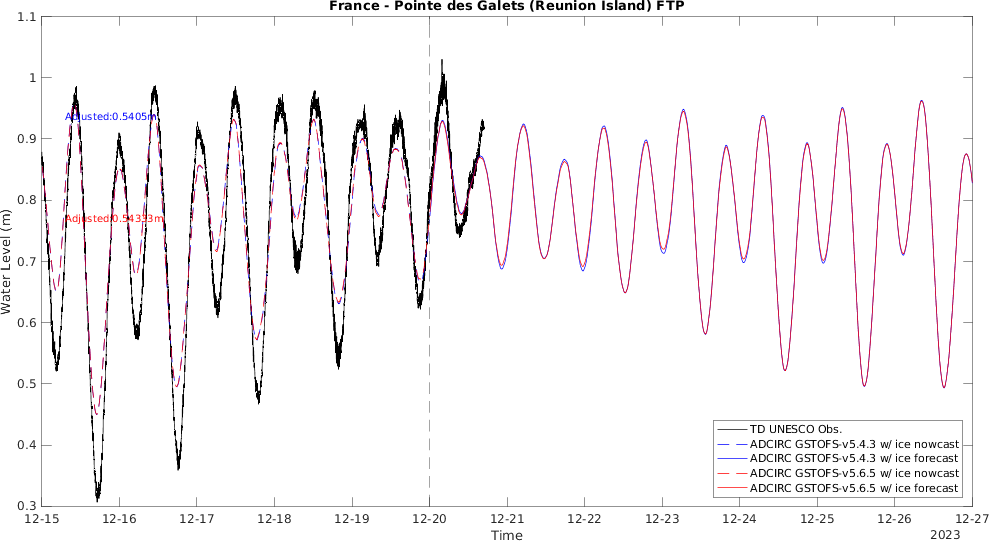 France - Pointe des Galets (Reunion Island) FTP
1.1
1
0.9
0.8
0.7
0.6
0.5
0.4
0.3
Water Level (m)
Adjusted:0.5405m
Adjusted:0.54333m
TD UNESCO Obs.
ADCIRC GSTOFS-v5.4.3 w/ ice nowcast
ADCIRC GSTOFS-v5.4.3 w/ ice forecast
ADCIRC GSTOFS-v5.6.5 w/ ice nowcast
ADCIRC GSTOFS-v5.6.5 w/ ice forecast
12-15 12-16 12-17 12-18 12-19 12-20 12-21 12-22 12-23 12-24 12-25 12-26 12-27
Time
2023